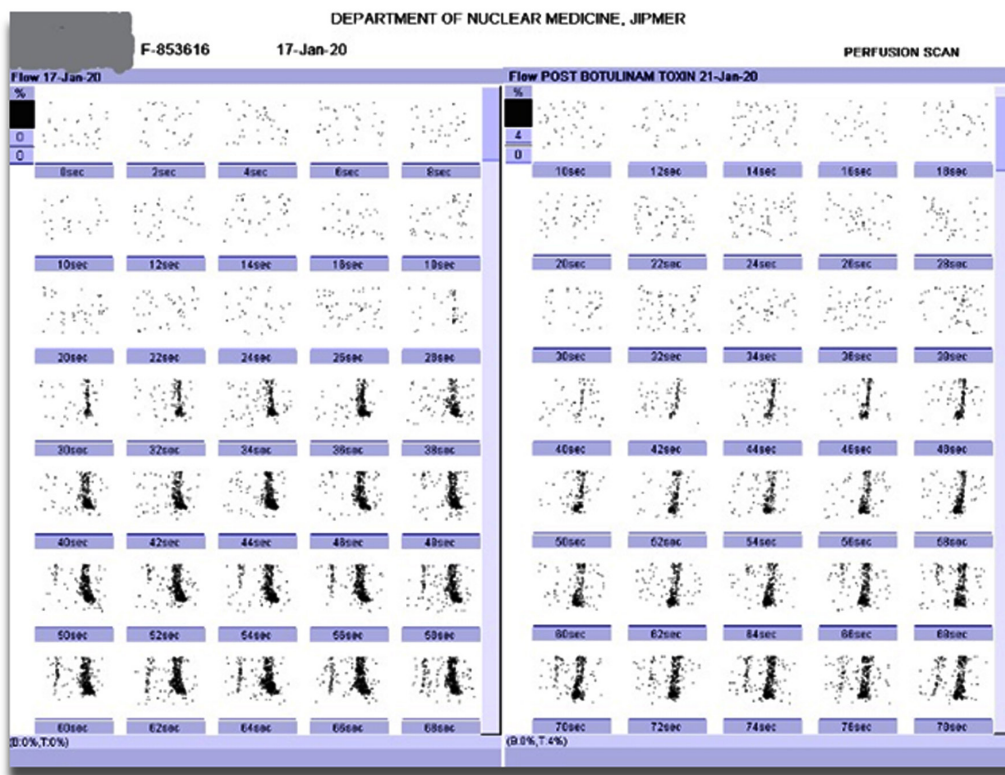 DEPARTMENT OF NUCLEAR MEDICINE, JIPMER
F-853616 17-Jan-20
PERFUSION SCAN
Flow 17-Jan-20
%
0
0
0sec 2sec 4sec 6sec 8sec
10sec 12sec 14sec 16sec 18sec
20sec 22sec 24sec 26sec 28sec
30sec 32sec 34sec 36sec 38sec
40sec 42sec 44sec 46sec 48sec
50sec 52sec 54sec 56sec 58sec
60sec 62sec 64sec 66sec 68sec
(B:0%,T:0%)
Flow POST BOTULINAM TOXIN 21-Jan-20
%
4
0
10sec 12sec 14sec 16sec 18sec
20sec 22sec 24sec 26sec 28sec
30sec 32sec 34sec 36sec 38sec
40sec 42sec 44sec 46sec 48sec
50sec 52sec 54sec 56sec 58sec
60sec 62sec 64sec 66sec 68sec
70sec 72sec 74sec 76sec 78sec
(B:0%,T:4%)